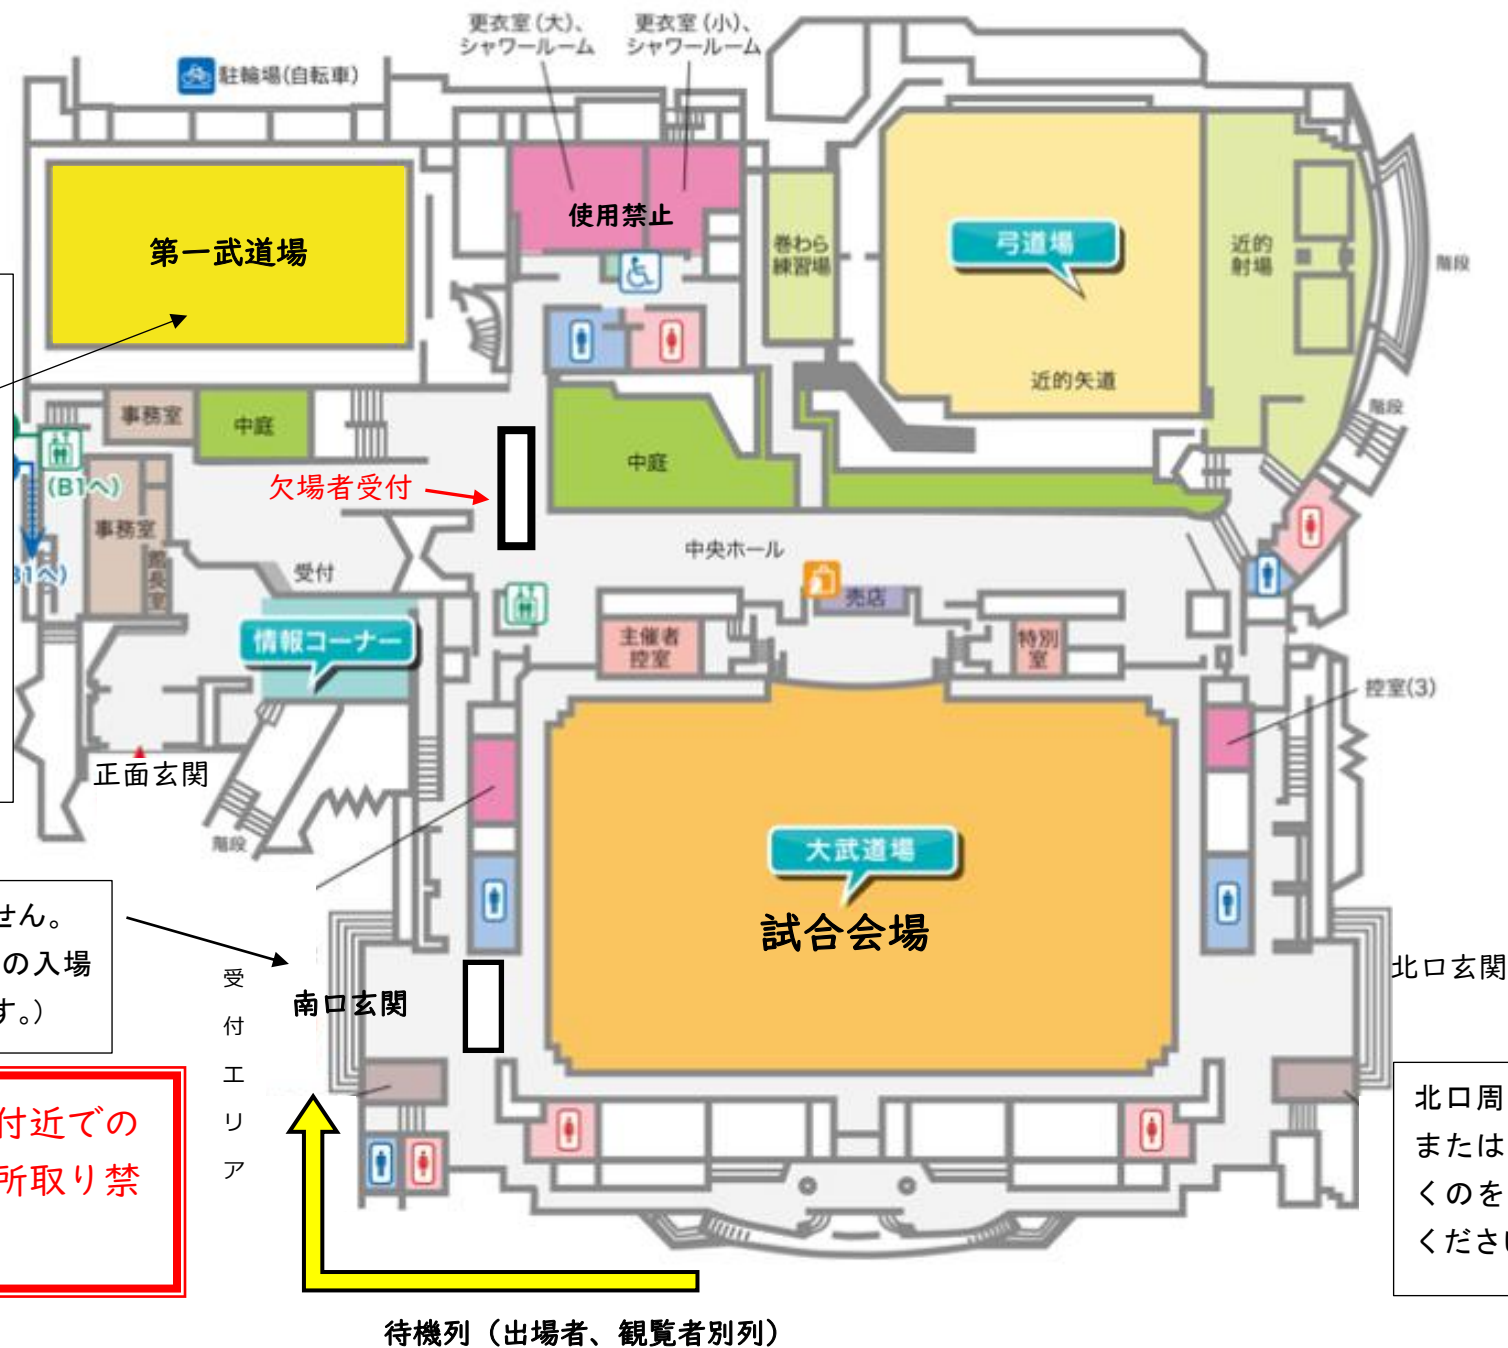 更衣室(大)、
シャワールーム
更衣室(小)、
シャワールーム
駐輪場(自転車)
第一武道場
使用禁止
巻わら
練習場
弓道場
近的
射場
階段
近的矢道
階段
事務室
中庭
中庭
(B1へ)
欠場者受付
事務室
館長室
B1へ)
受付
中央ホール
売店
情報コーナー
主催者
控室
特別
室
控室(3)
正面玄関
階段
大武道場
試合会場
せん。
の入場
す。)
受付エリア
南口玄関
北口玄関
付近での
所取り禁
北口周
または
くのを
ください
待機列(出場者、観覧者別列)